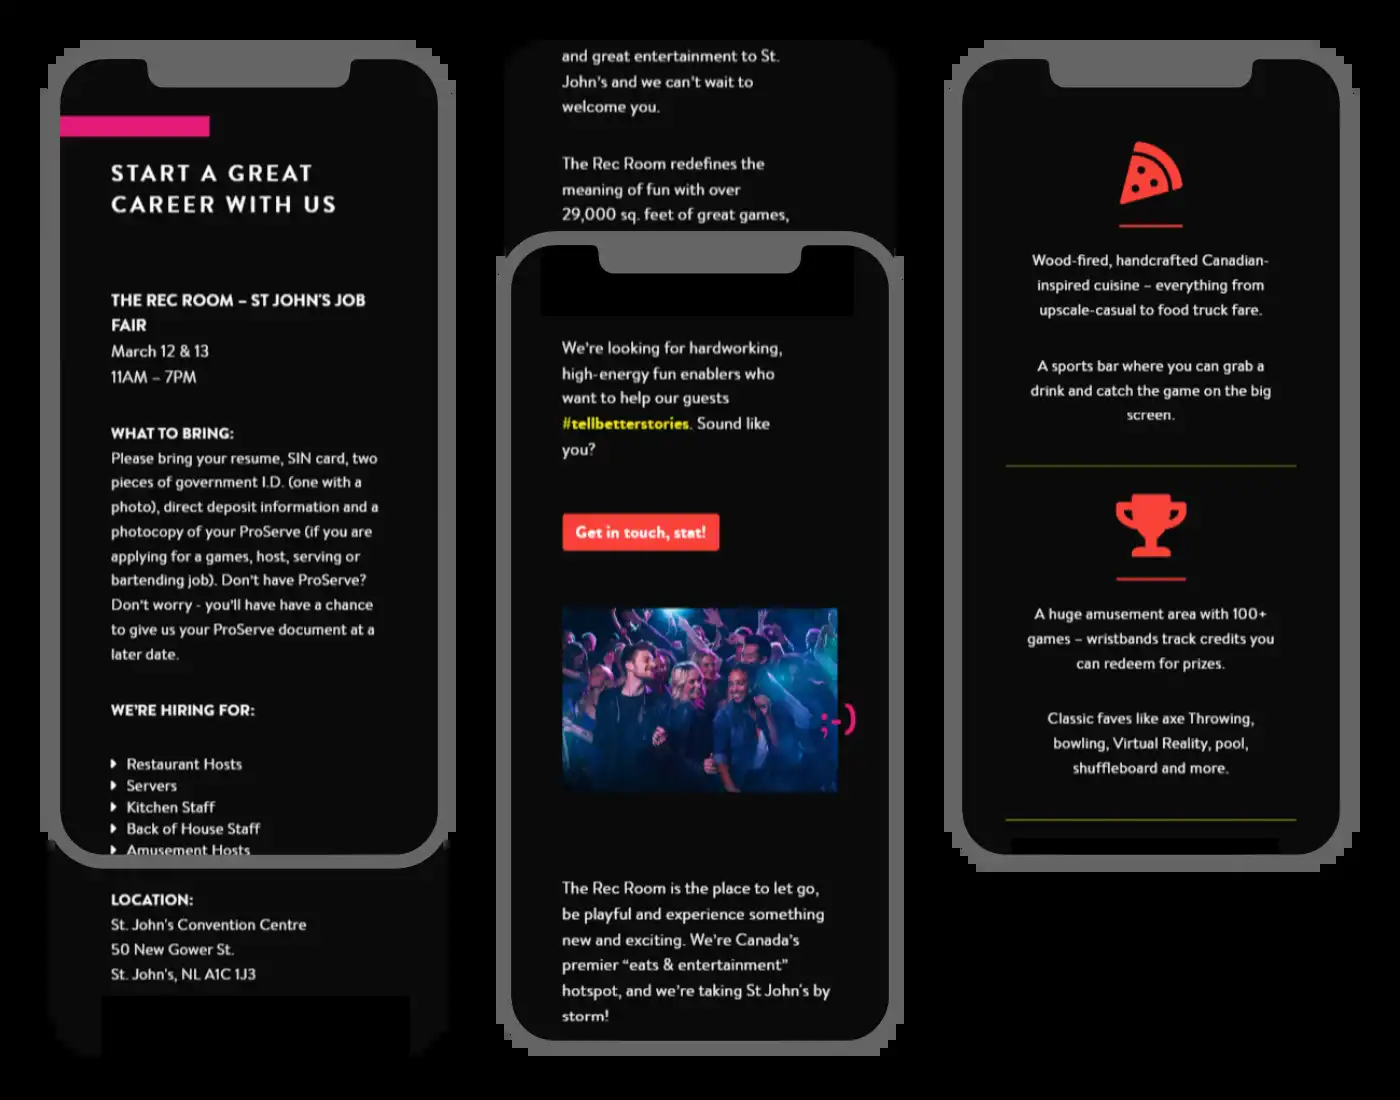 START A GREAT
CAREER WITH US
THE REC ROOM – ST JOHN'S JOB
FAIR
March 12 & 13
11AM – 7PM
WHAT TO BRING:
Please bring your resume, SIN card, two
pieces of government I.D. (one with a
photo), direct deposit information and a
photocopy of your ProServe (if you are
applying for a games, host, serving or
bartending job). Don't have ProServe?
Don't worry - you'll have have a chance
to give us your ProServe document at a
later date.
WE'RE HIRING FOR:
Restaurant Hosts
Servers
Kitchen Staff
Back of House Staff
Amusement Hosts
LOCATION:
St. John's Convention Centre
50 New Gower St.
St. John's, NL A1C 1J3
and great entertainment to St.
John's and we can't wait to
welcome you.
The Rec Room redefines the
meaning of fun with over
29,000 sq. feet of great games,
We're looking for hardworking,
high-energy fun enablers who
want to help our guests
#tellbetterstories. Sound like
you?
Get in touch, stat!
;-)
The Rec Room is the place to let go,
be playful and experience something
new and exciting. We're Canada's
premier “eats & entertainment”
hotspot, and we're taking St John's by
storm!
Wood-fired, handcrafted Canadian-
inspired cuisine – everything from
upscale-casual to food truck fare.
A sports bar where you can grab a
drink and catch the game on the big
screen.
A huge amusement area with 100+
games – wristbands track credits you
can redeem for prizes.
Classic faves like axe Throwing,
bowling, Virtual Reality, pool,
shuffleboard and more.